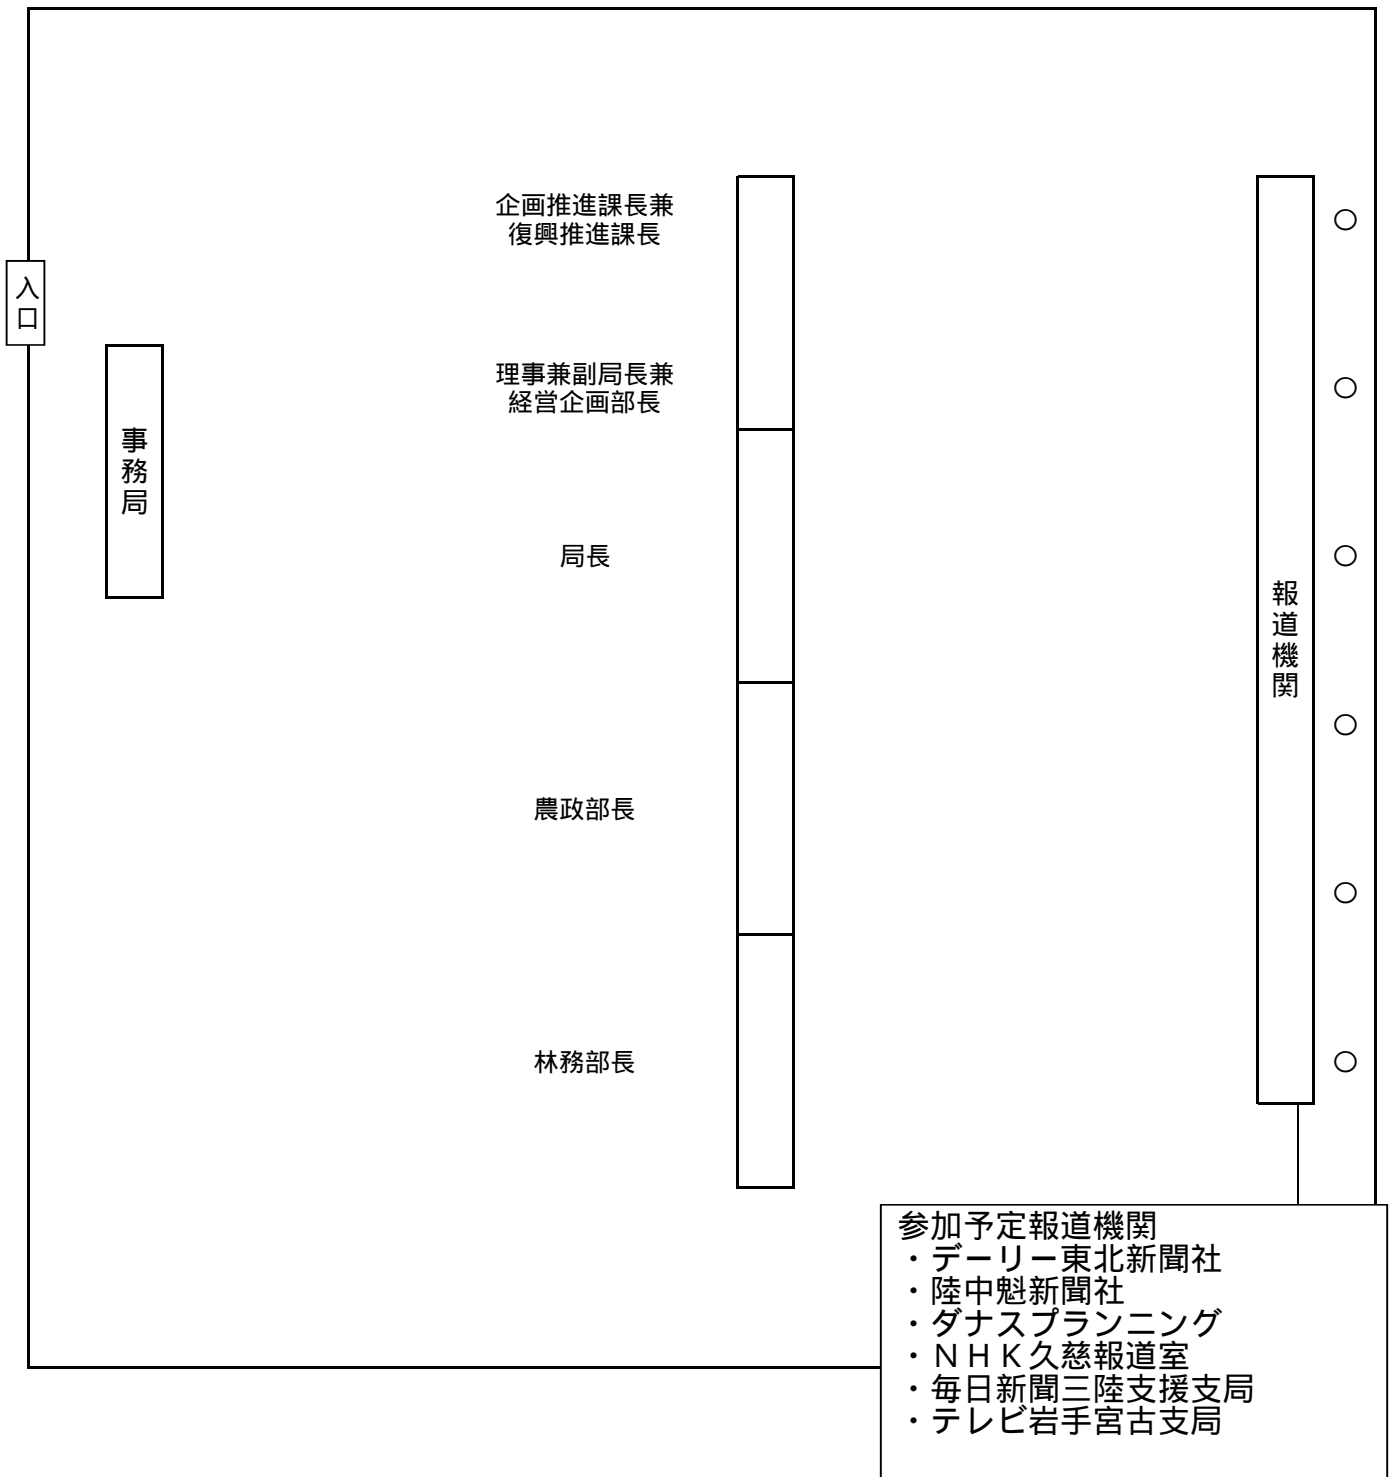 企画推進課長兼
復興推進課長
入口
理事兼副局長兼
経営企画部長
事務局
局長
報道機関
農政部長
林務部長
参加予定報道機関
・デーリー東北新聞社
・陸中魁新聞社
・ダナスプランニング
・ＮＨＫ久慈報道室
・毎日新聞三陸支援支局
・テレビ岩手宮古支局